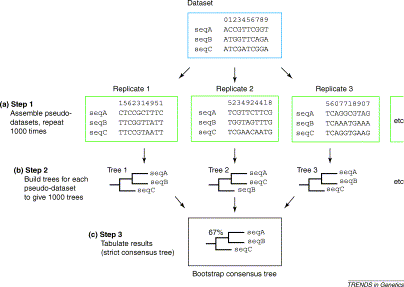 Dataset
0123456789
seqA ACCGTTCGGT
seqB ATGGTTCAGA
seqC ATCGATCGGA
Replicate 1
Replicate 2
Replicate 3
(a) Step 1
Assemble pseudo-
datasets, repeat
1000 times
1562314951
seqA CTCCGCTTTC
seqB TTCGGTTATT
seqC TTCCGTAATT
5234924418
seqA TCGTTCTTCG
seqB TGGTAGTTTG
seqC TCGAACAATG
5607718907
seqA TCAGGCGTAG
seqB TCAAATGAAA
seqC TCAGGTGAAG
etc
(b) Step 2
Build trees for each
pseudo-dataset
to give 1000 trees
Tree 1
seqA
seqB
seqC
Tree 2
seqA
seqB
seqC
Tree 3
seqA
seqB
seqC
etc
(c) Step 3
Tabulate results
(strict consensus tree)
67%
seqA
seqB
seqC
Bootstrap consensus tree
TRENDS in Genetics